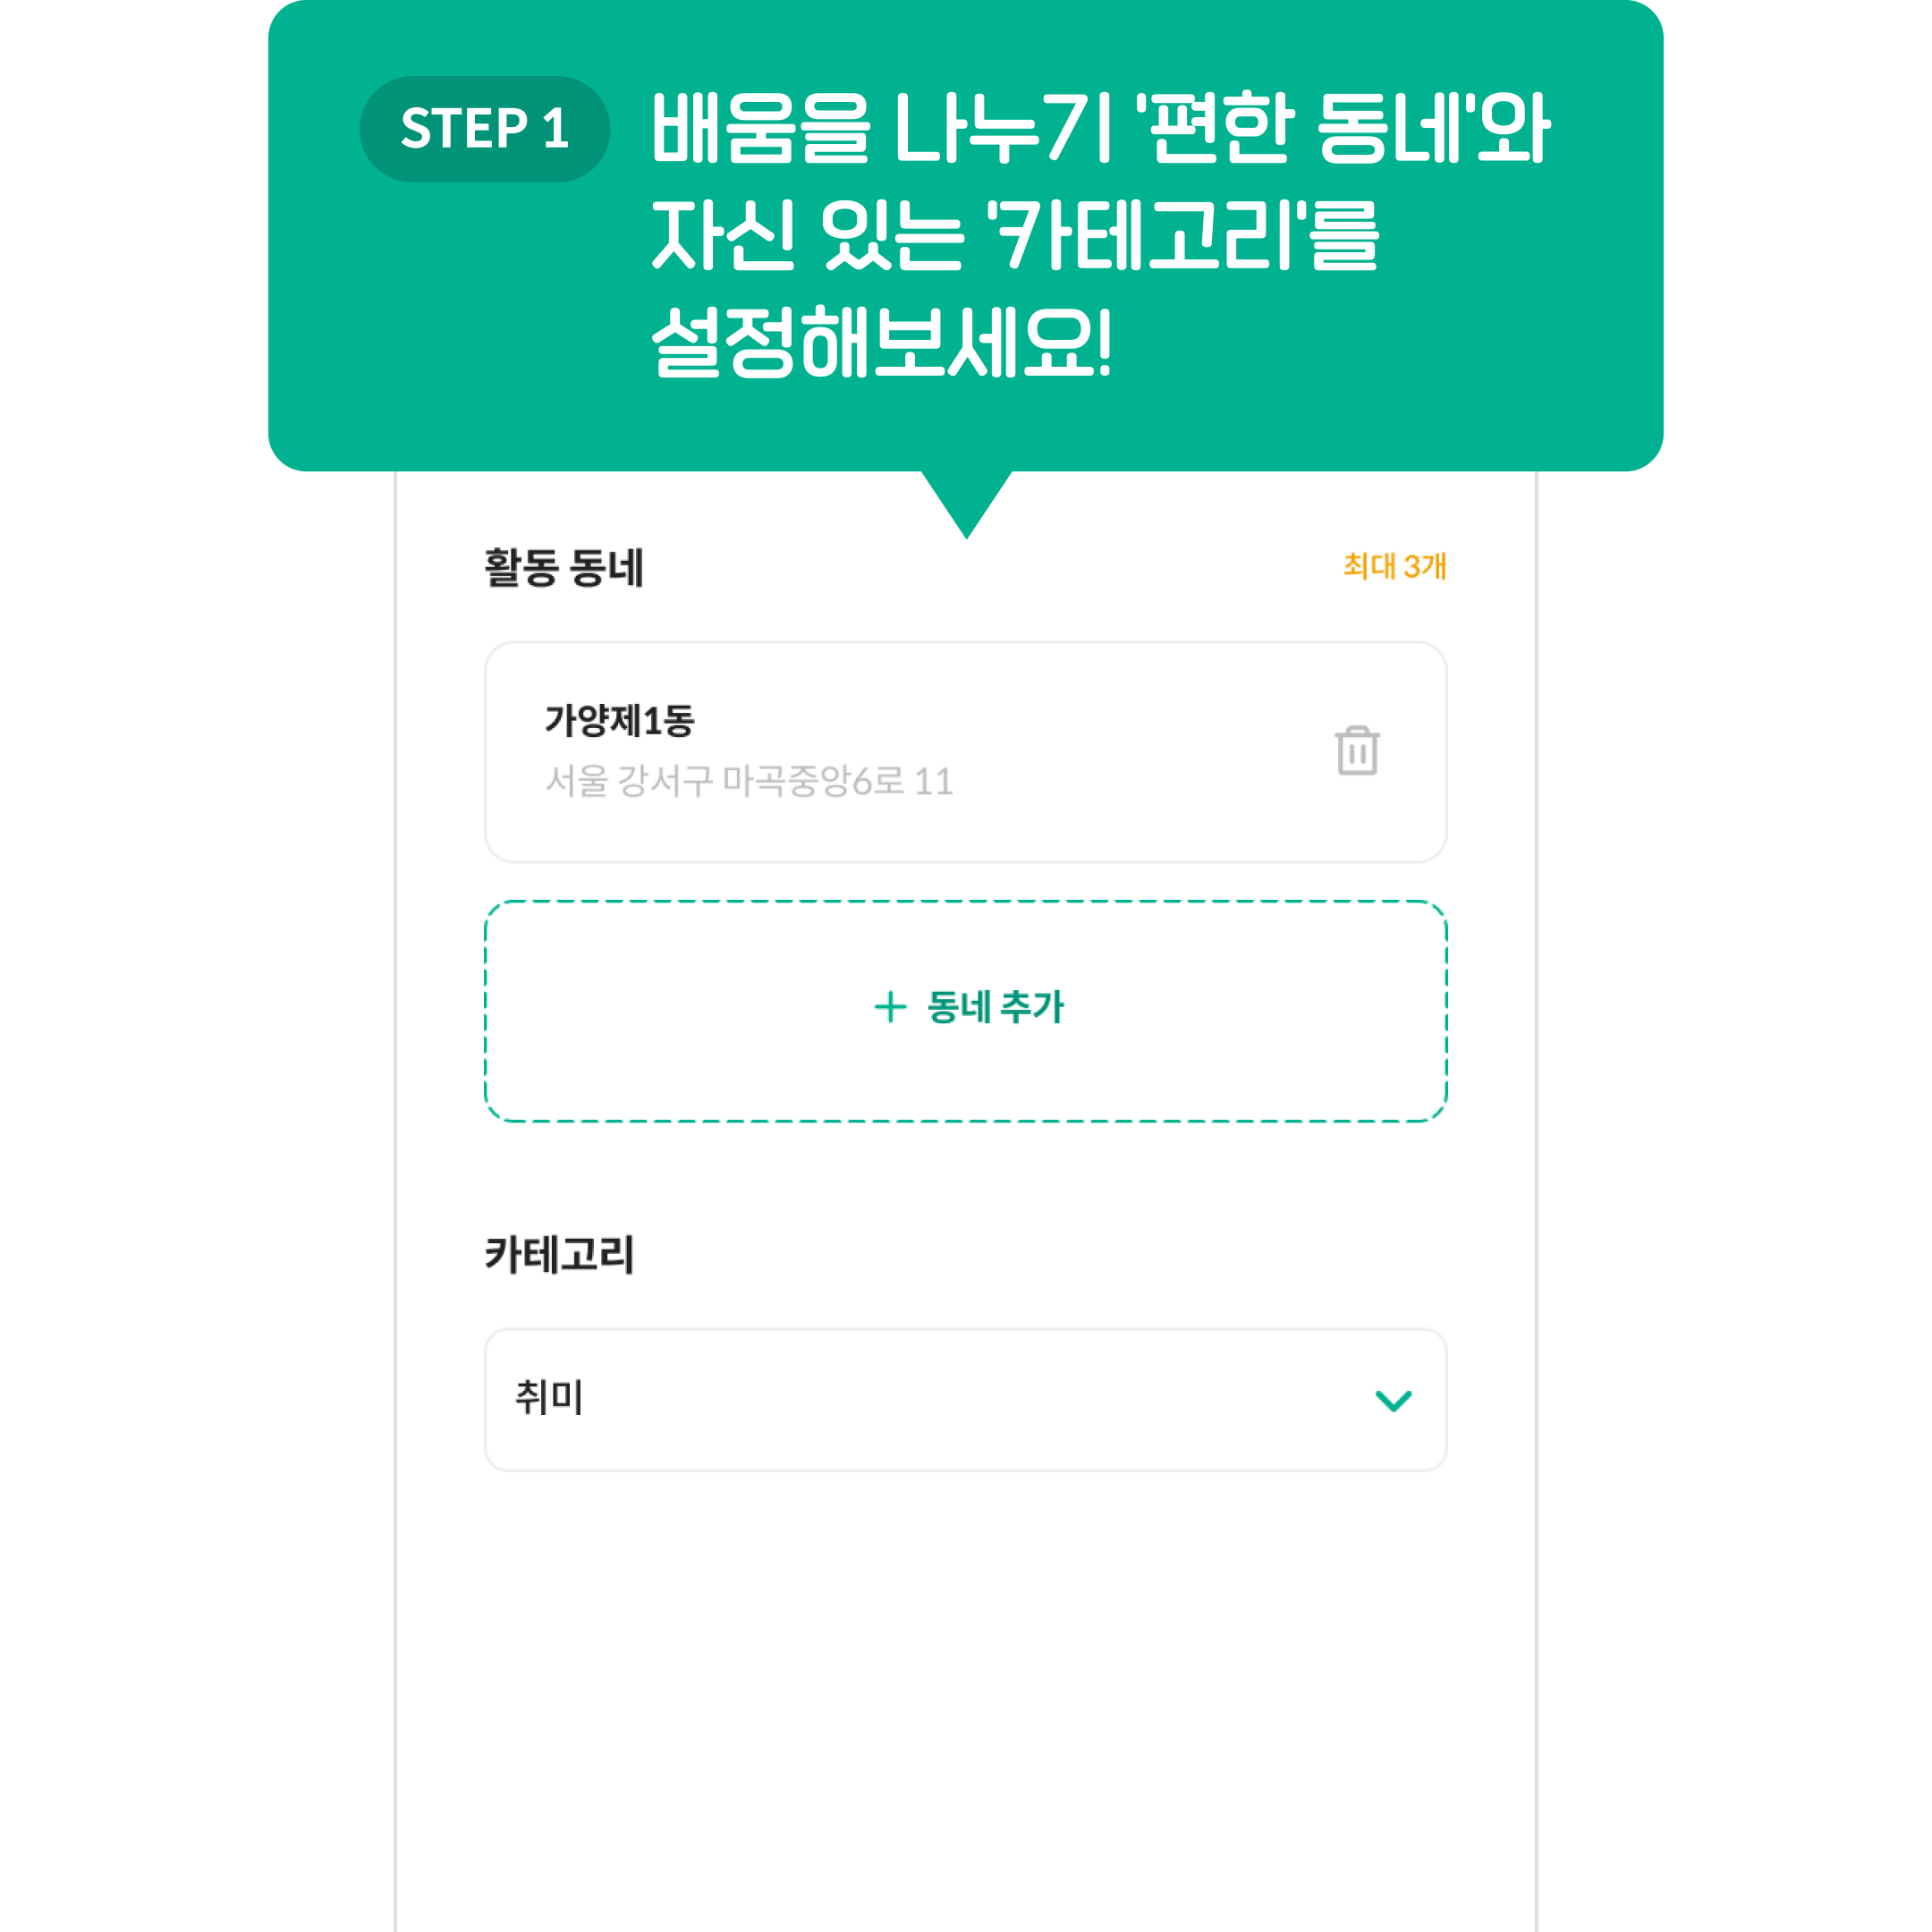 STEP 1 배움을 나누기 '편한 동네'와
자신 있는 '카테고리'를
설정해보세요!
활동 동네 최대 3개
가양제1동
서울 강서구 마곡중앙6로 11
+ 동네 추가
카테고리
취미